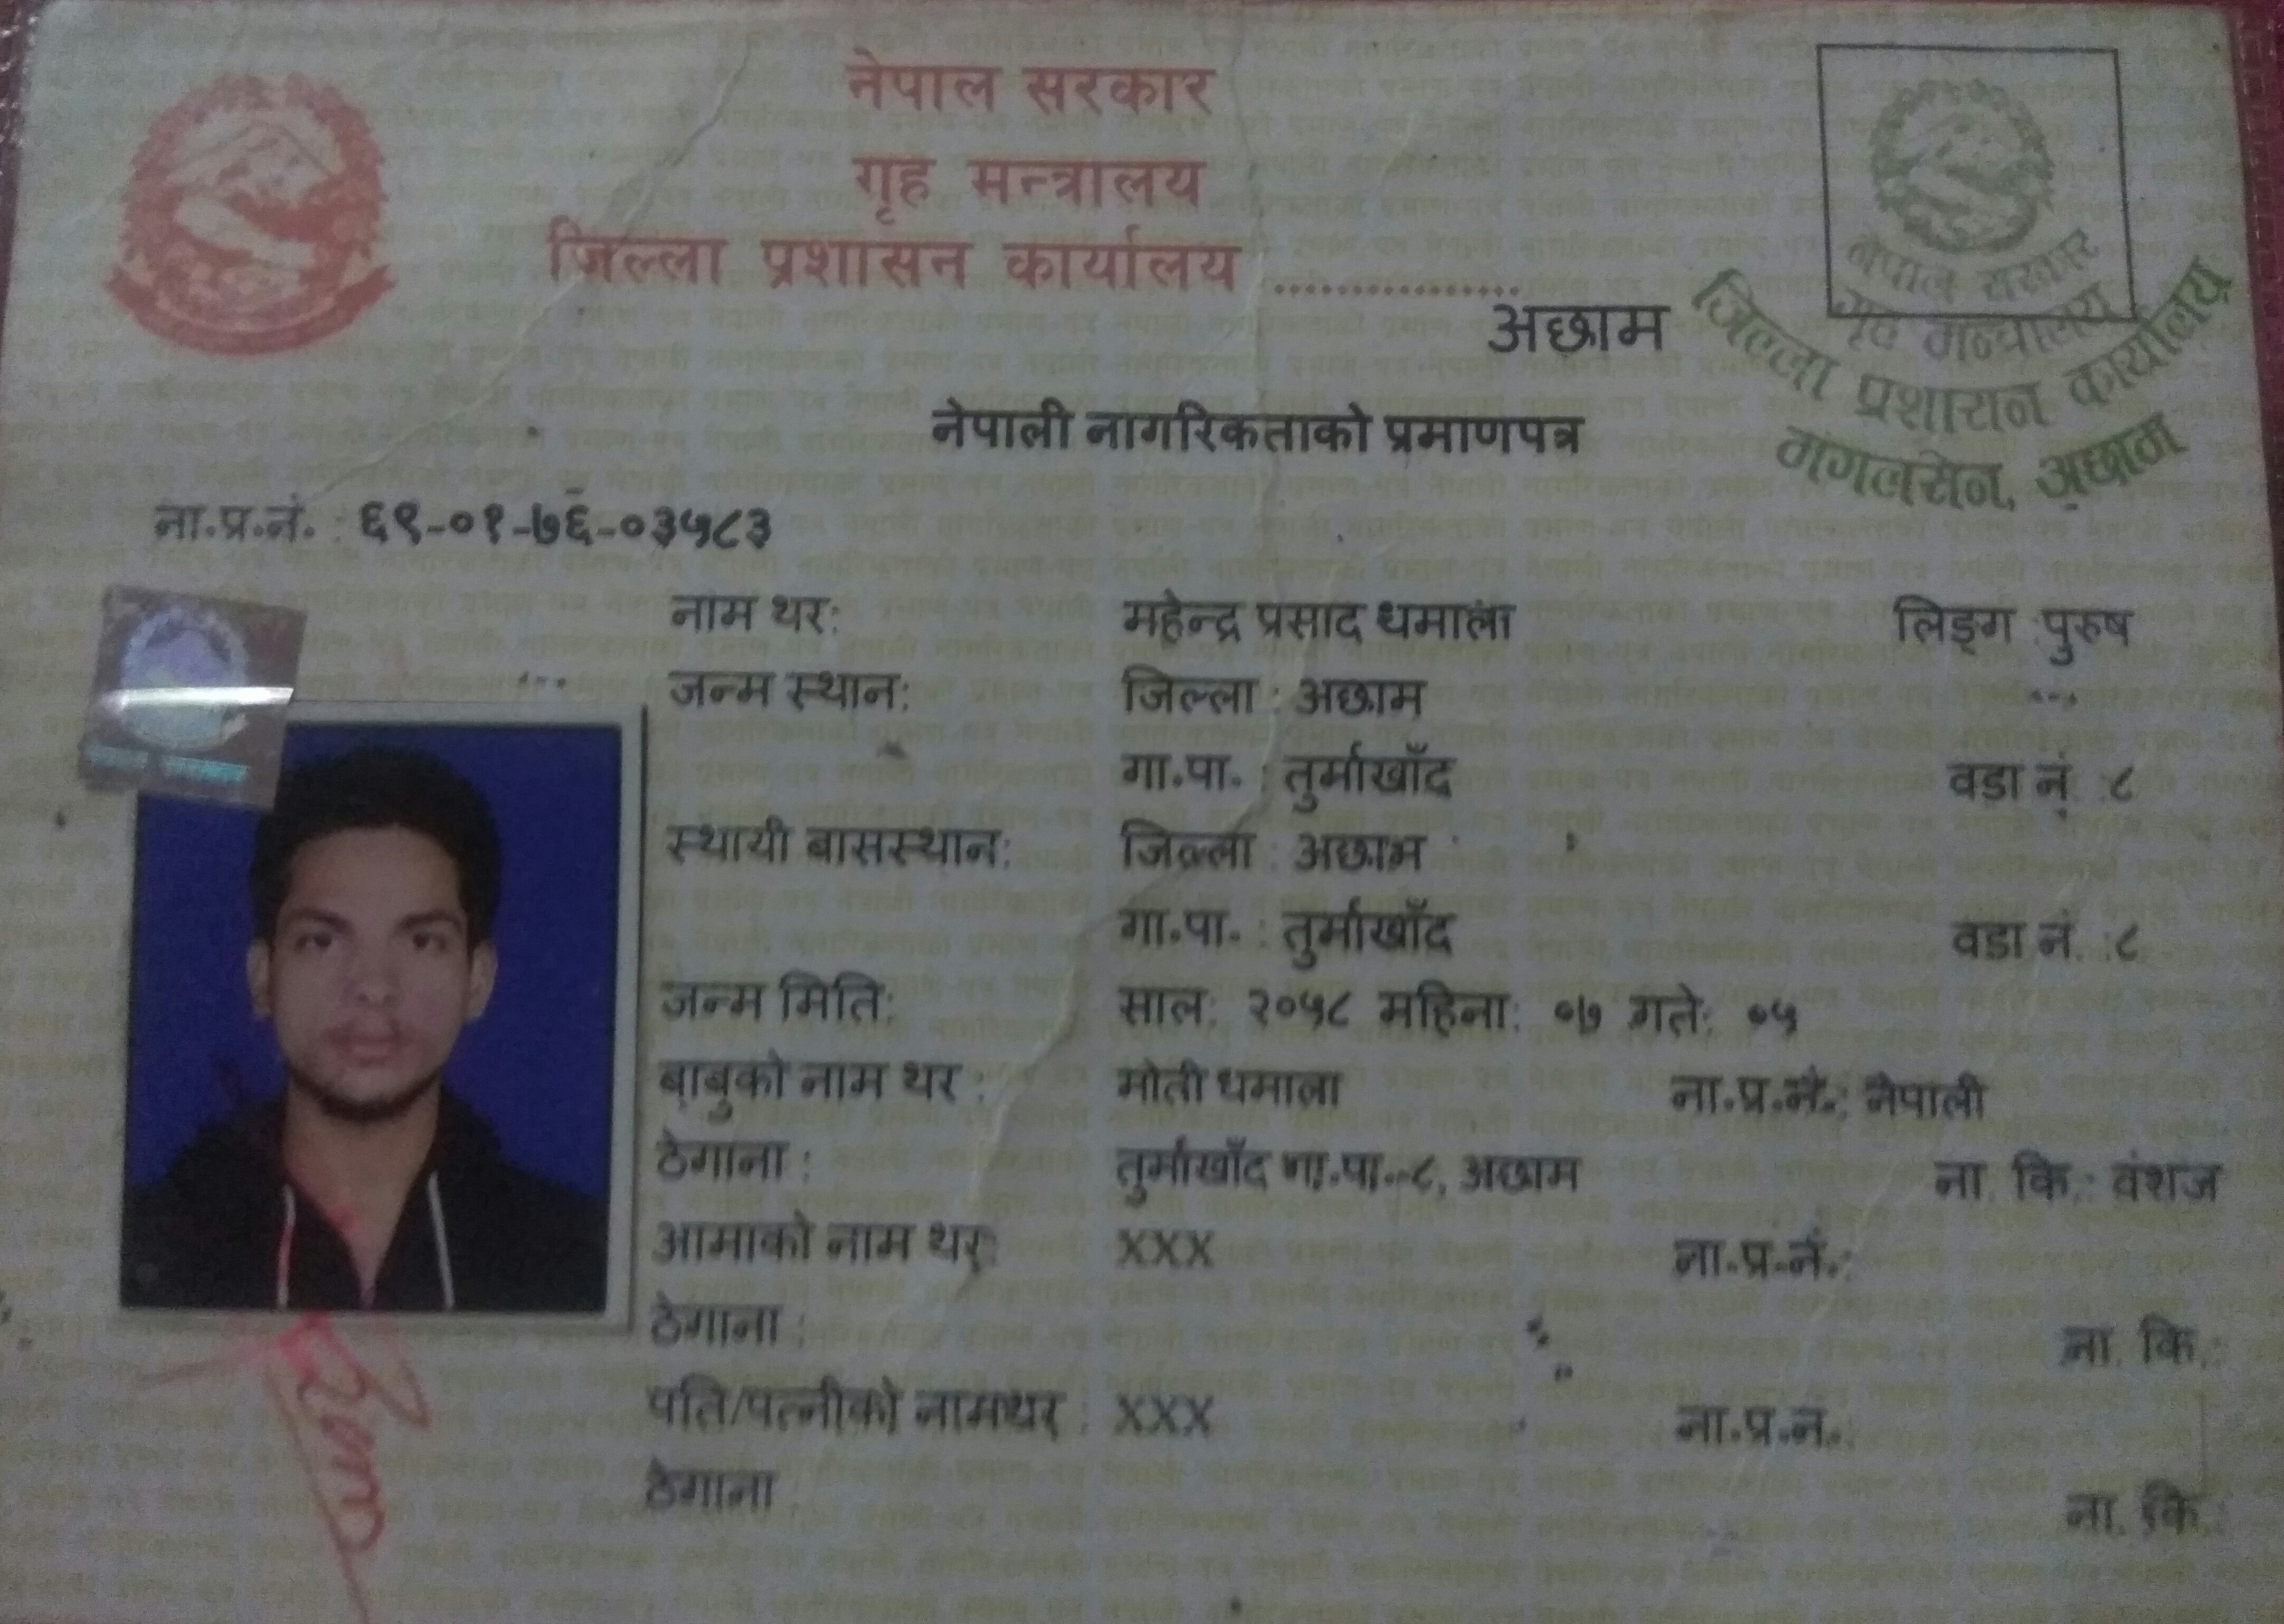 नेपाल सरकार
गृह मन्त्रालय
जिल्ला प्रशासन कार्यालय ................
अछाम
नेपाल सरकार
गृह मन्त्रालय
जिल्ला प्रशासन कार्यालय
मंगलसेन, अछाम
नेपाली नागरिकताको प्रमाणपत्र
ना.प्र.नं. : ६९-०१-७६-०३५८३
नाम थर: महेन्द्र प्रसाद धमाला लिङ्ग :पुरुष
जन्म स्थान: जिल्ला : अछाम
गा.पा. : तुर्माखाँद वडा नं. :८
स्थायी बासस्थान: जिल्ला : अछाम
गा.पा. : तुर्माखाँद वडा नं. :८
जन्म मिति: साल: २०५८ महिना: ०७ गते: ०५
बाबुको नाम थर : मोती धमाला ना.प्र.नं.: नेपाली
ठेगाना : तुर्माखाँद गा.पा.-८, अछाम ना. कि.: वंशज
आमाको नाम थर: XXX ना.प्र.नं.:
ठेगाना : ना. कि.:
पति/पत्नीको नामथर : XXX ना.प्र.नं.
ठेगाना ना. कि.: